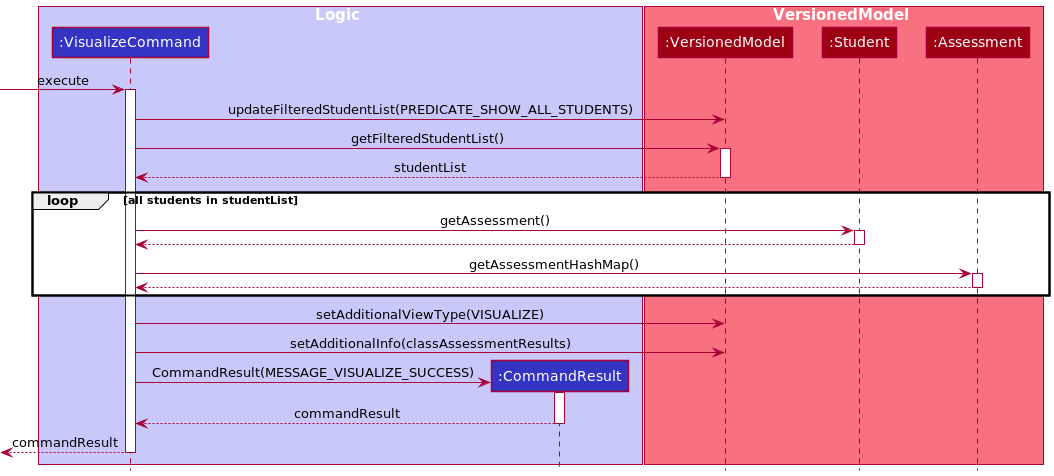 Logic
VersionedModel
:VisualizeCommand
:VersionedModel
:Student
:Assessment
execute
updateFilteredStudentList(PREDICATE_SHOW_ALL_STUDENTS)
getFilteredStudentList()
studentList
loop
[all students in studentList]
getAssessment()
getAssessmentHashMap()
setAdditionalViewType(VISUALIZE)
setAdditionalInfo(classAssessmentResults)
CommandResult(MESSAGE_VISUALIZE_SUCCESS)
:CommandResult
commandResult
commandResult